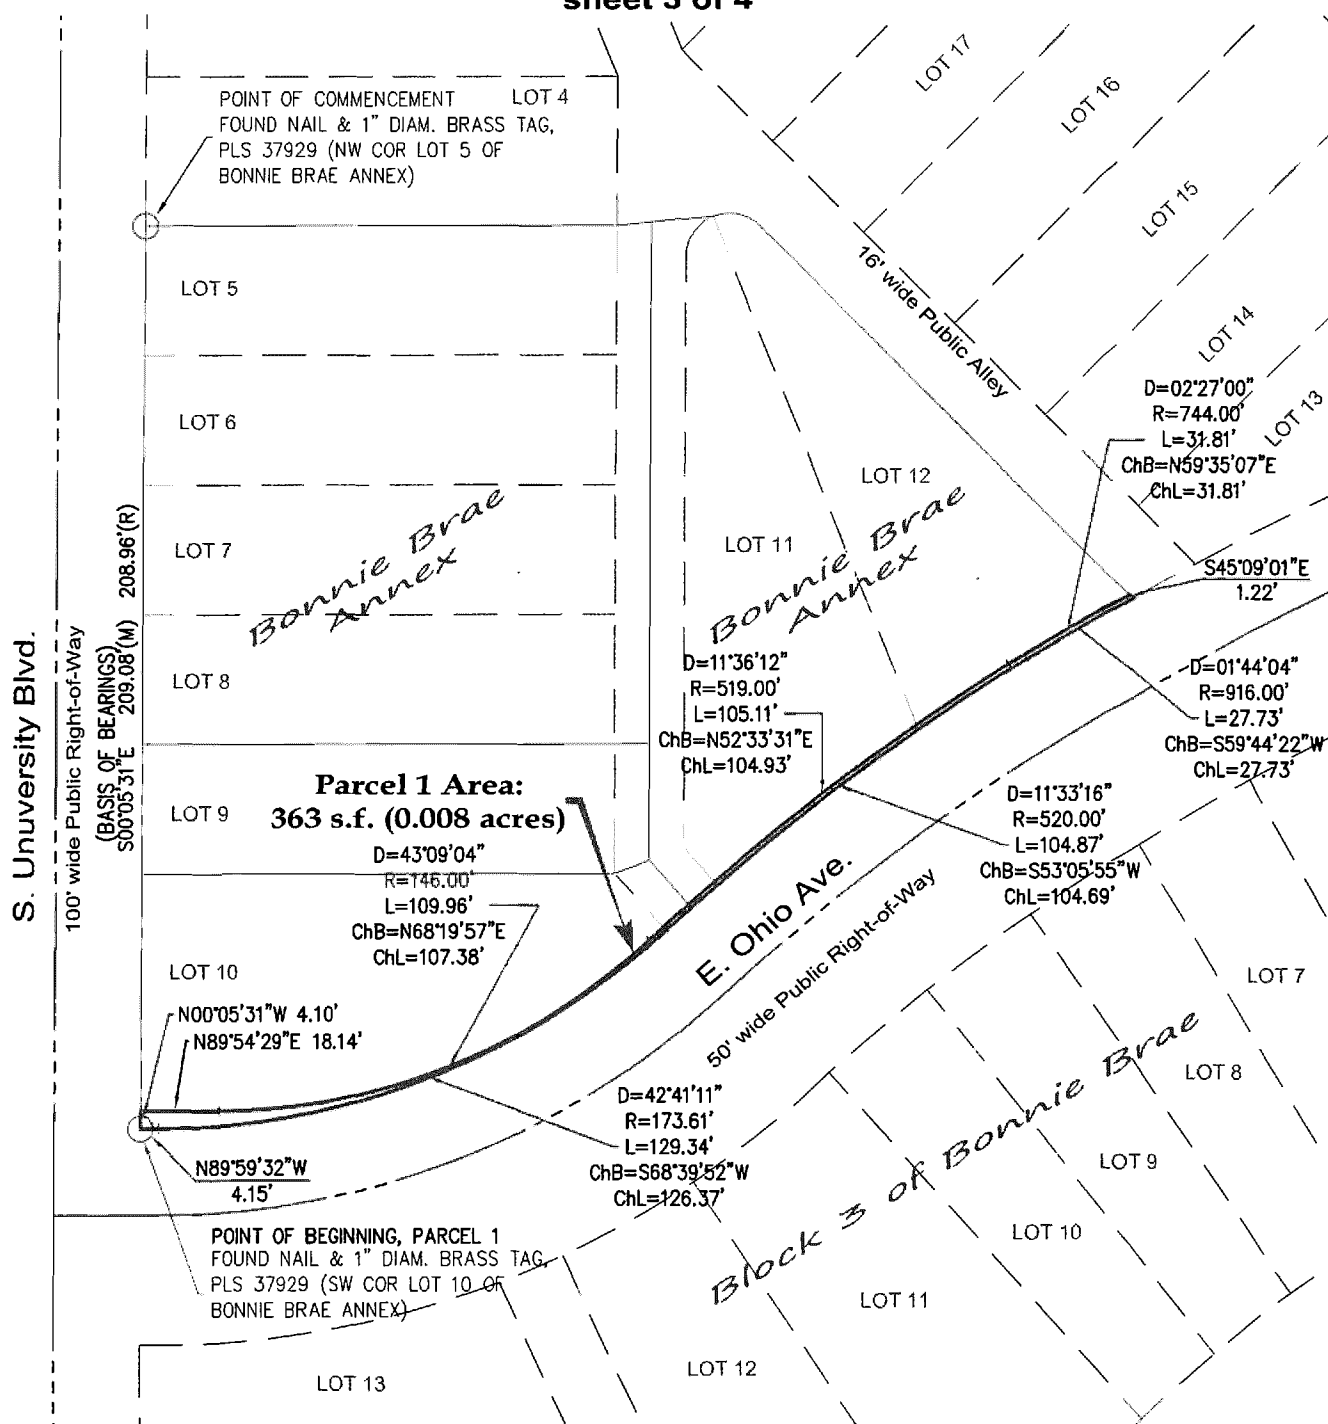 sheet 3 of 4
POINT OF COMMENCEMENT
FOUND NAIL & 1" DIAM. BRASS TAG,
PLS 37929 (NW COR LOT 5 OF
BONNIE BRAE ANNEX)
LOT 4
LOT 17
LOT 16
LOT 15
LOT 14
LOT 13
16' wide Public Alley
LOT 5
LOT 6
LOT 7
LOT 8
LOT 9
LOT 10
Bonnie Brae
Annex
LOT 12
LOT 11
Bonnie Brae
Annex
D=02°27'00"
R=744.00'
L=31.81'
ChB=N59°35'07"E
ChL=31.81'
S45°09'01"E
1.22'
D=01°44'04"
R=916.00'
L=27.73'
ChB=S59°44'22"W
ChL=27.73'
D=11°36'12"
R=519.00'
L=105.11'
ChB=N52°33'31"E
ChL=104.93'
D=11°33'16"
R=520.00'
L=104.87'
ChB=S53°05'55"W
ChL=104.69'
S. Unuversity Blvd.
100' wide Public Right-of-Way
(BASIS OF BEARINGS)
S00°05'31"E 209.08'(M) 208.96'(R)
Parcel 1 Area:
363 s.f. (0.008 acres)
D=43°09'04"
R=146.00'
L=109.96'
ChB=N68°19'57"E
ChL=107.38'
E. Ohio Ave.
50' wide Public Right-of-Way
N00°05'31"W 4.10'
N89°54'29"E 18.14'
D=42°41'11"
R=173.61'
L=129.34'
ChB=S68°39'52"W
ChL=126.37'
N89°59'32"W
4.15'
POINT OF BEGINNING, PARCEL 1
FOUND NAIL & 1" DIAM. BRASS TAG,
PLS 37929 (SW COR LOT 10 OF
BONNIE BRAE ANNEX)
Block 3 of Bonnie Brae
LOT 7
LOT 8
LOT 9
LOT 10
LOT 11
LOT 12
LOT 13